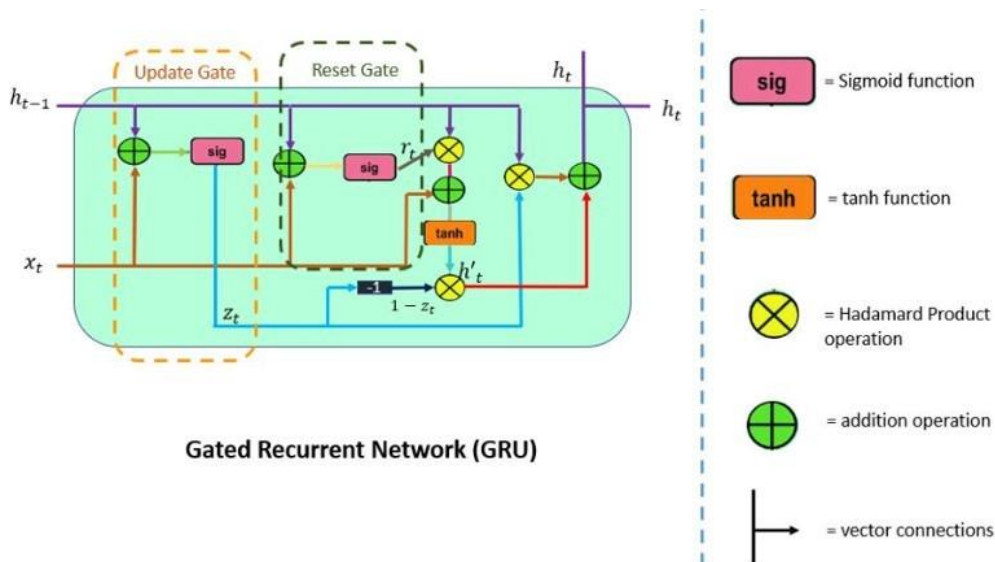 Update Gate
Reset Gate
h_{t-1}
h_t
h_t
sig
sig
r_t
tanh
x_t
h'_t
-1
1 − z_t
z_t
Gated Recurrent Network (GRU)
sig = Sigmoid function
tanh = tanh function
= Hadamard Product
operation
= addition operation
= vector connections